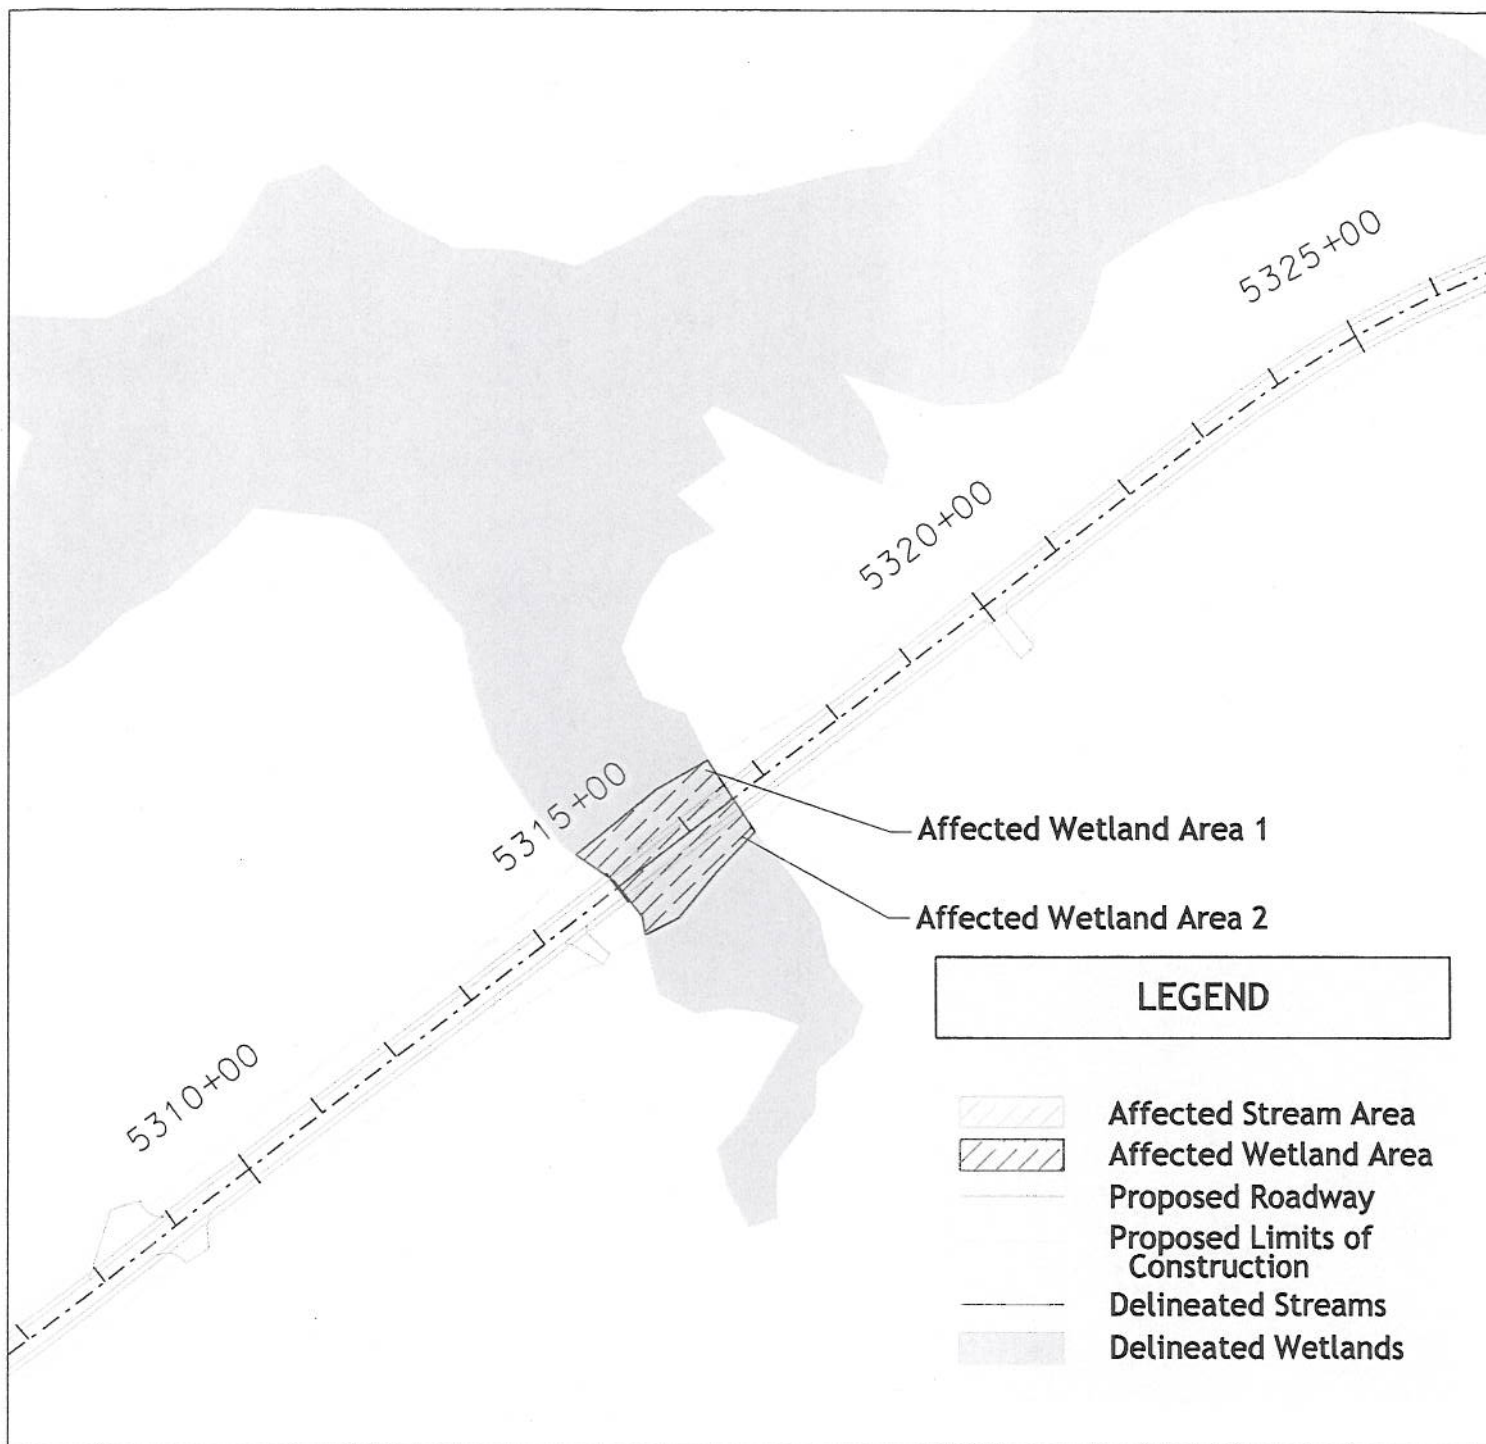 5325+00
5320+00
5315+00
Affected Wetland Area 1
Affected Wetland Area 2
5310+00
LEGEND
Affected Stream Area
Affected Wetland Area
Proposed Roadway
Proposed Limits of
Construction
Delineated Streams
Delineated Wetlands